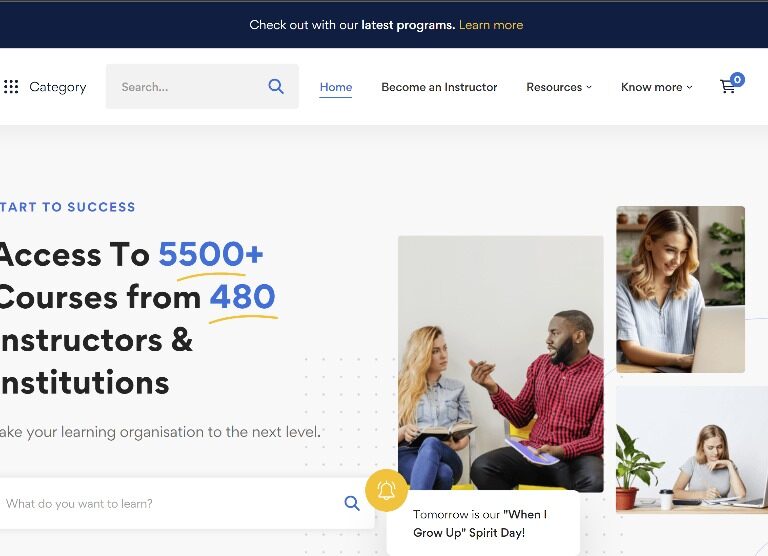 Check out with our latest programs. Learn more
Category
Search...
Home
Become an Instructor
Resources
Know more
0
TART TO SUCCESS
Access To 5500+
Courses from 480
nstructors &
nstitutions
ake your learning organisation to the next level.
What do you want to learn?
Tomorrow is our "When I
Grow Up" Spirit Day!